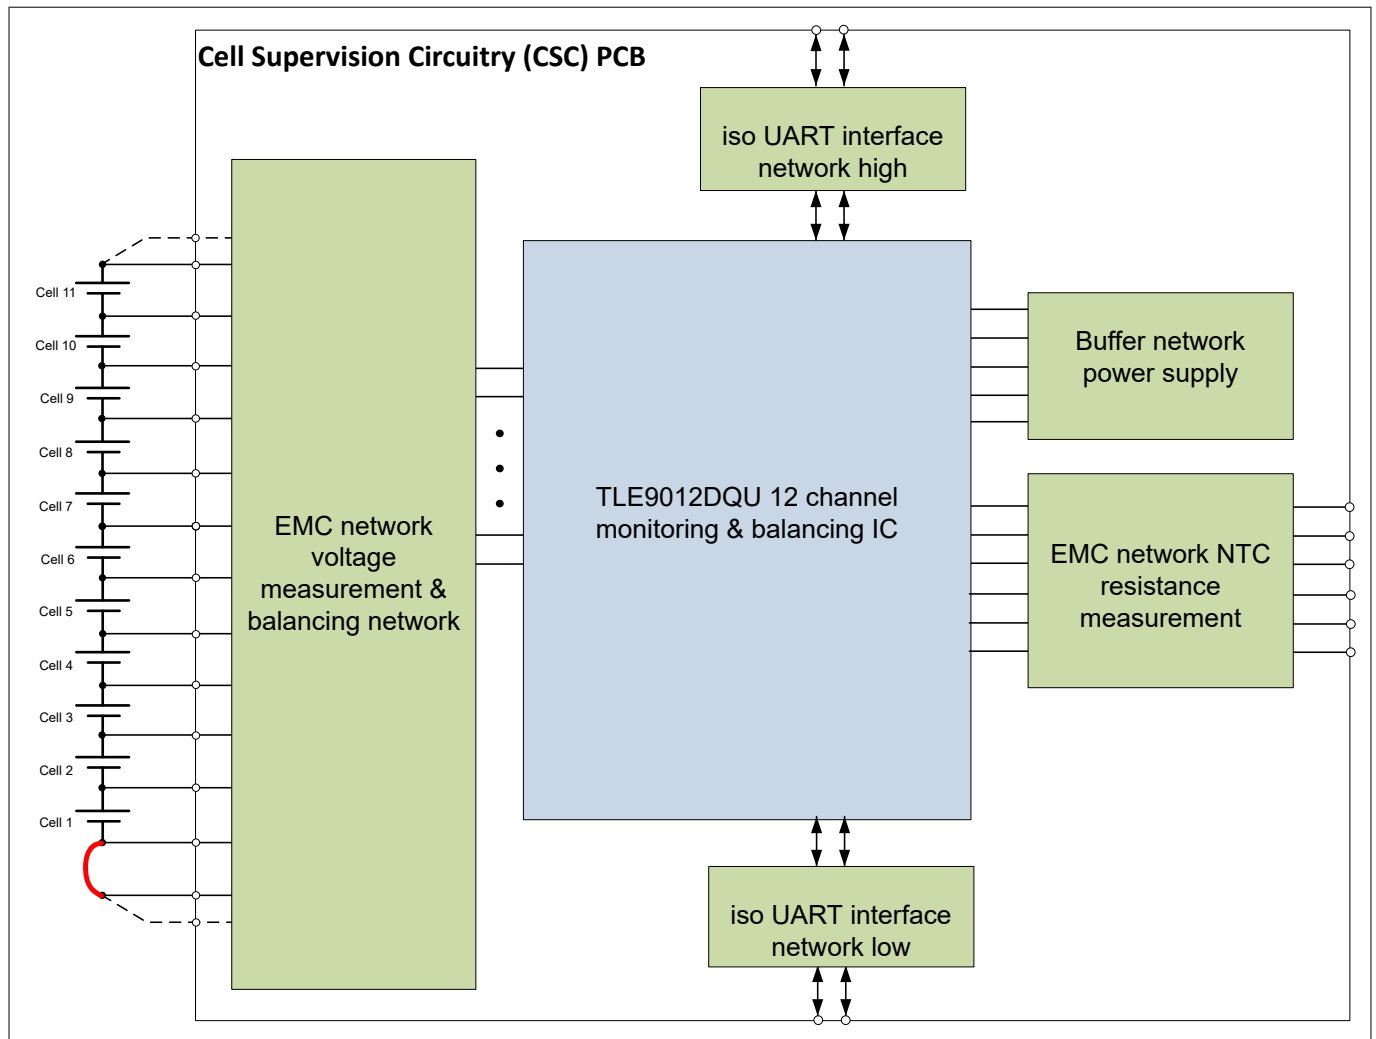 Cell Supervision Circuitry (CSC) PCB
iso UART interface
network high
Cell 11
Cell 10
Cell 9
Cell 8
Cell 7
Cell 6
Cell 5
Cell 4
Cell 3
Cell 2
Cell 1
EMC network
voltage
measurement &
balancing network
TLE9012DQU 12 channel
monitoring & balancing IC
Buffer network
power supply
EMC network NTC
resistance
measurement
iso UART interface
network low